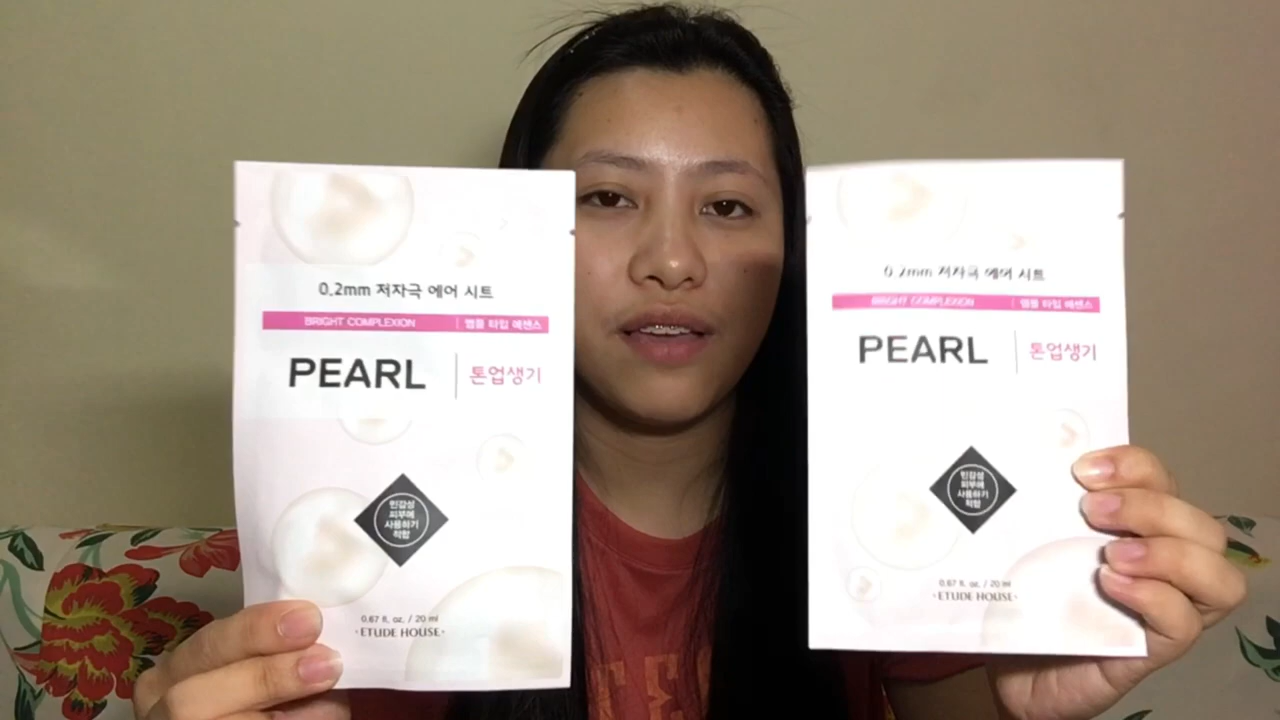 0.2mm 저자극 에어 시트
BRIGHT COMPLEXION | 앰플 타입 에센스
PEARL | 톤업생기
민감성
피부에
사용하기
적합
0.67 fl. oz. / 20 ml
·ETUDE HOUSE·
0.2mm 저자극 에어 시트
BRIGHT COMPLEXION | 앰플 타입 에센스
PEARL | 톤업생기
민감성
피부에
사용하기
적합
0.67 fl. oz. / 20 ml
·ETUDE HOUSE·